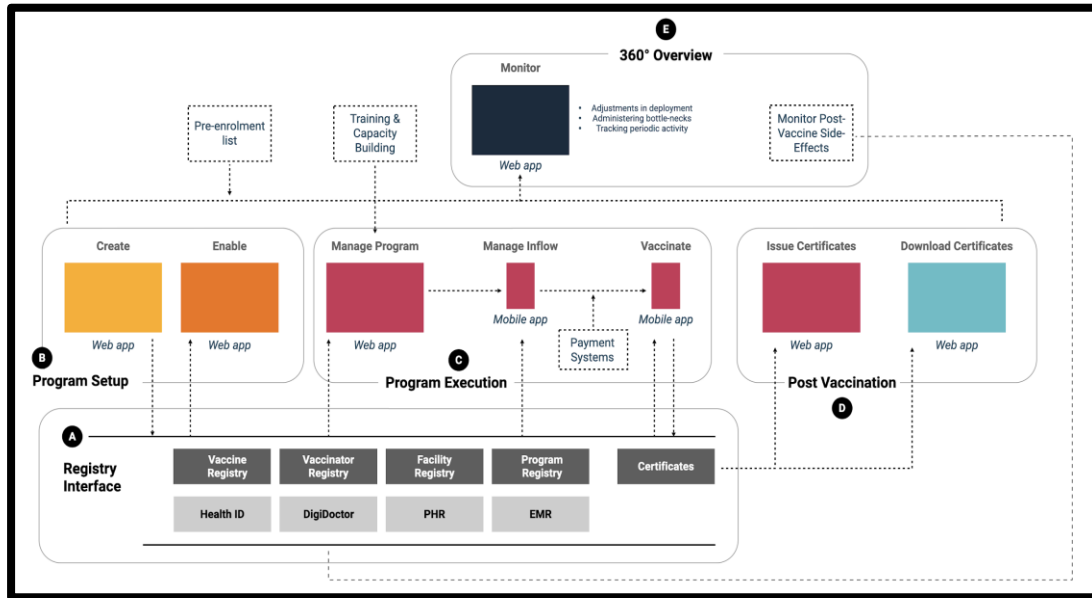 E
360° Overview
Monitor
Adjustments in deployment
Administering bottle-necks
Tracking periodic activity
Web app
Monitor Post-
Vaccine Side-
Effects
Pre-enrolment
list
Training &
Capacity
Building
Create
Enable
Web app
Web app
B
Program Setup
Manage Program
Manage Inflow
Vaccinate
Web app
Mobile app
Mobile app
Payment
Systems
C
Program Execution
Issue Certificates
Download Certificates
Web app
Web app
Post Vaccination
D
A
Registry
Interface
Vaccine
Registry
Vaccinator
Registry
Facility
Registry
Program
Registry
Certificates
Health ID
DigiDoctor
PHR
EMR